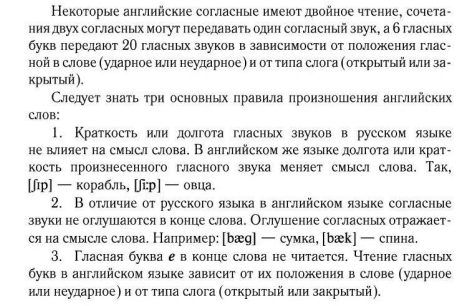 Некоторые английские согласные имеют двойное чтение, сочета-
ния двух согласных могут передавать один согласный звук, а 6 гласных
букв передают 20 гласных звуков в зависимости от положения глас-
ной в слове (ударное или неударное) и от типа слога (открытый или за-
крытый).
Следует знать три основных правила произношения английских
слов:
1. Краткость или долгота гласных звуков в русском языке
не влияет на смысл слова. В английском же языке долгота или крат-
кость произнесенного гласного звука меняет смысл слова. Так,
[ʃıp] — корабль, [ʃi:p] — овца.
2. В отличие от русского языка в английском языке согласные
звуки не оглушаются в конце слова. Оглушение согласных отражает-
ся на смысле слова. Например: [bæg] — сумка, [bæk] — спина.
3. Гласная буква е в конце слова не читается. Чтение гласных
букв в английском языке зависит от их положения в слове (ударное
или неударное) и от типа слога (открытый или закрытый).